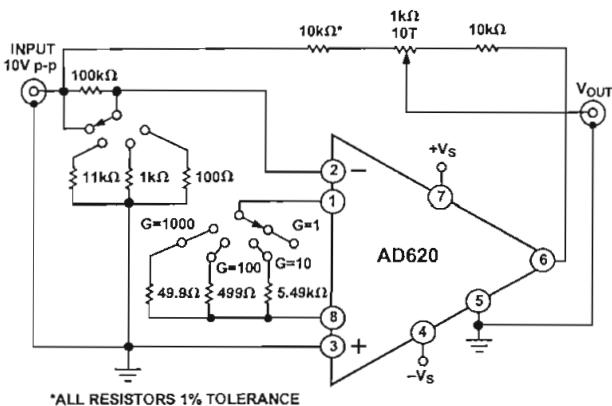 10kΩ*
1kΩ
10T
10kΩ
INPUT
10V p-p
100kΩ
VOUT
11kΩ
1kΩ
100Ω
+VS
2
−
1
7
G=1000
G=1
G=100
G=10
AD620
6
49.9Ω
499Ω
5.49kΩ
8
5
3
+
4
−VS
*ALL RESISTORS 1% TOLERANCE